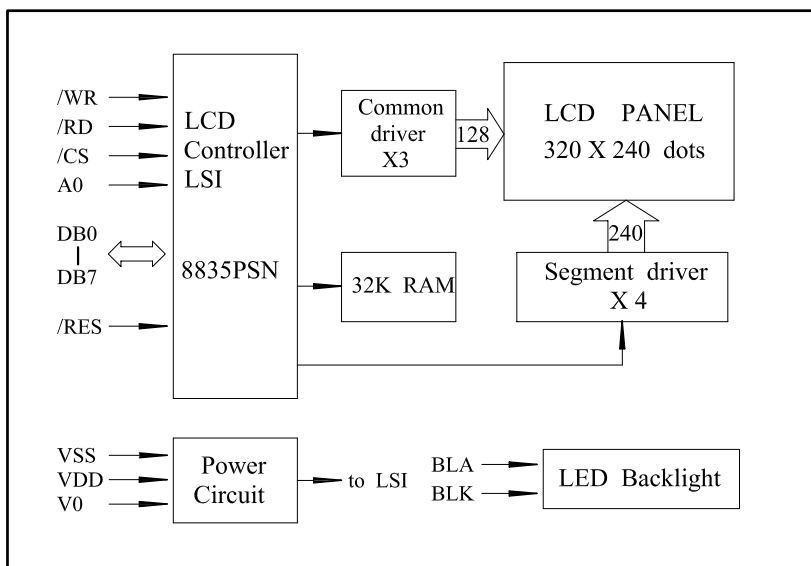 /WR
/RD
/CS
A0
DB0
DB7
/RES
LCD
Controller
LSI
8835PSN
Common
driver
X3
128
LCD PANEL
320 X 240 dots
240
32K RAM
Segment driver
X 4
VSS
VDD
V0
Power
Circuit
to LSI
BLA
BLK
LED Backlight